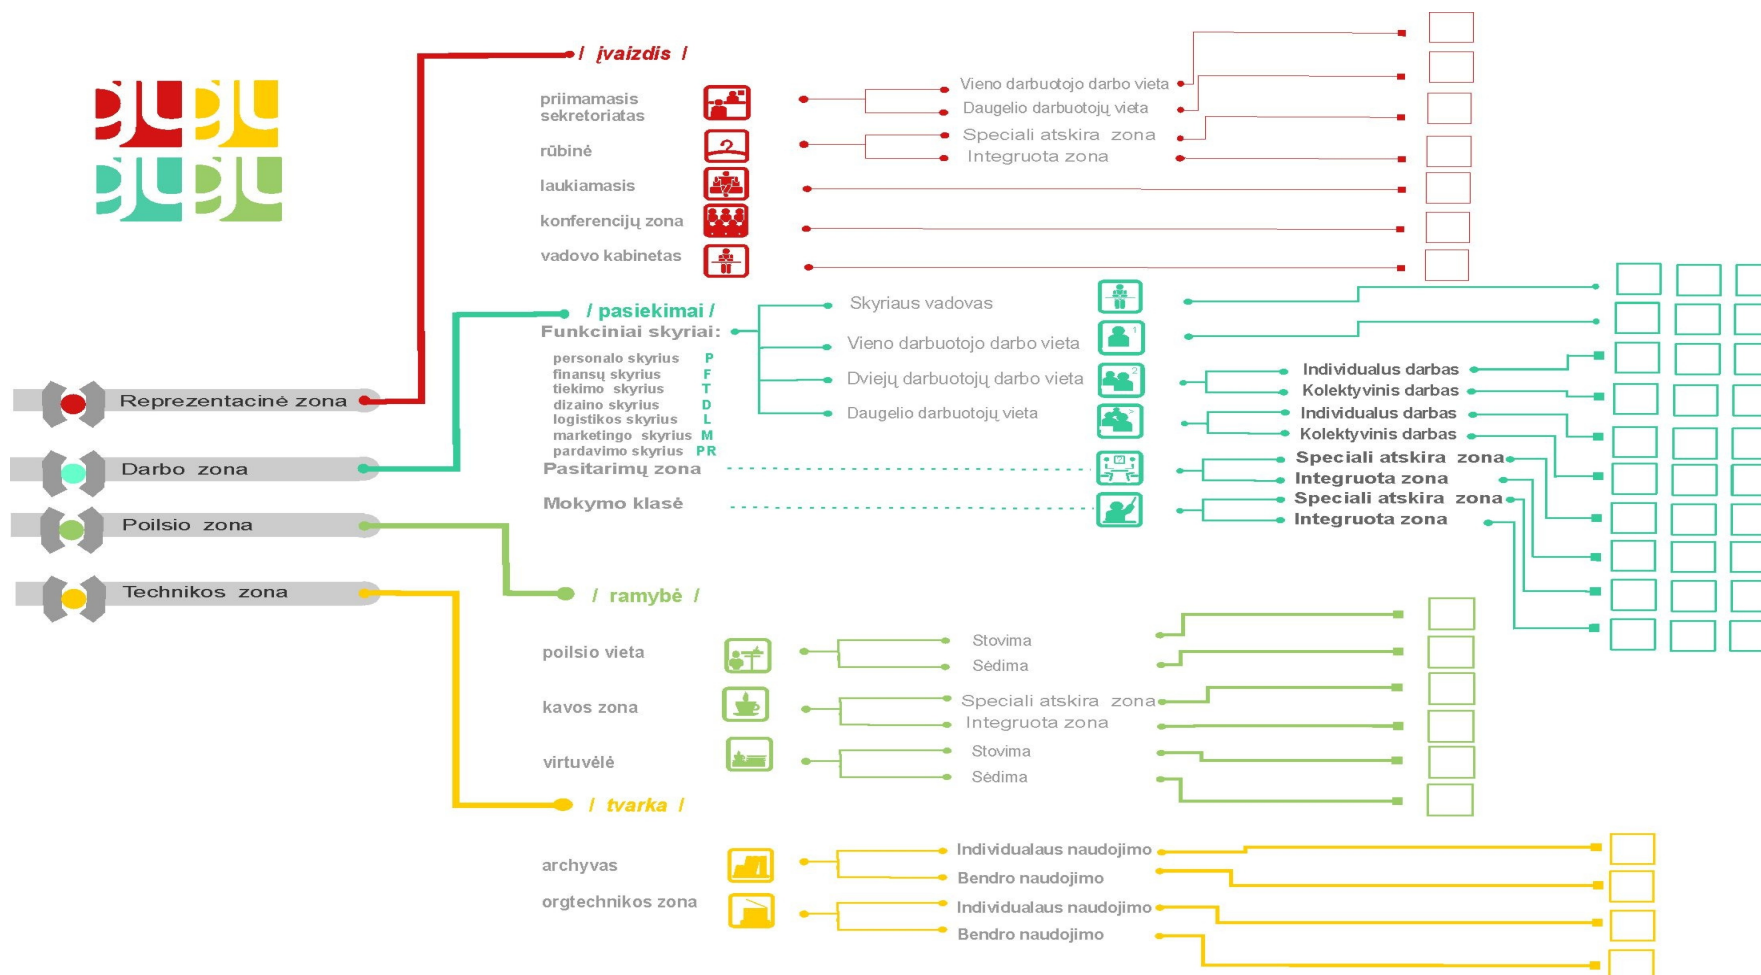 / įvaizdis /
priimamasis
sekretoriatas
Vieno darbuotojo darbo vieta
Daugelio darbuotojų vieta
rūbinė
Speciali atskira zona
Integruota zona
laukiamasis
konferencijų zona
vadovo kabinetas
/ pasiekimai /
Funkciniai skyriai:
personalo skyrius P
finansų skyrius F
tiekimo skyrius T
dizaino skyrius D
logistikos skyrius L
marketingo skyrius M
pardavimo skyrius PR
Skyriaus vadovas
Vieno darbuotojo darbo vieta
1
Dviejų darbuotojų darbo vieta
2
Daugelio darbuotojų vieta
>
Individualus darbas
Kolektyvinis darbas
Individualus darbas
Kolektyvinis darbas
Pasitarimų zona
Speciali atskira zona
Integruota zona
Mokymo klasė
Speciali atskira zona
Integruota zona
Reprezentacinė zona
Darbo zona
Poilsio zona
Technikos zona
/ ramybė /
poilsio vieta
Stovima
Sėdima
kavos zona
Speciali atskira zona
Integruota zona
virtuvėlė
Stovima
Sėdima
/ tvarka /
archyvas
Individualaus naudojimo
Bendro naudojimo
orgtechnikos zona
Individualaus naudojimo
Bendro naudojimo